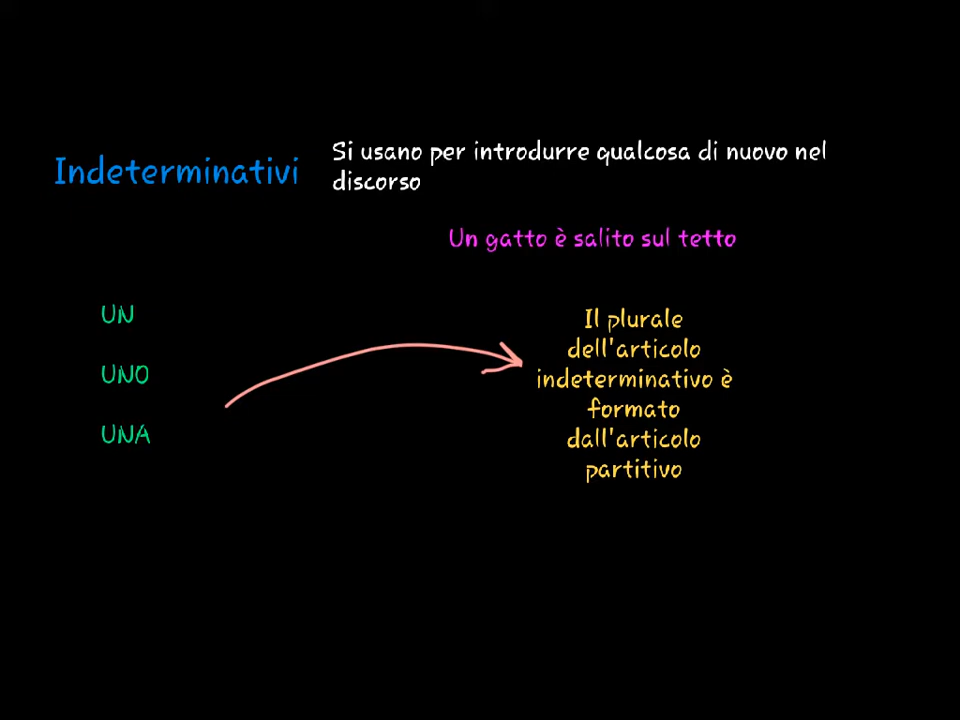 Indeterminativi
Si usano per introdurre qualcosa di nuovo nel
discorso
Un gatto è salito sul tetto
UN
UNO
UNA
Il plurale
dell'articolo
indeterminativo è
formato
dall'articolo
partitivo